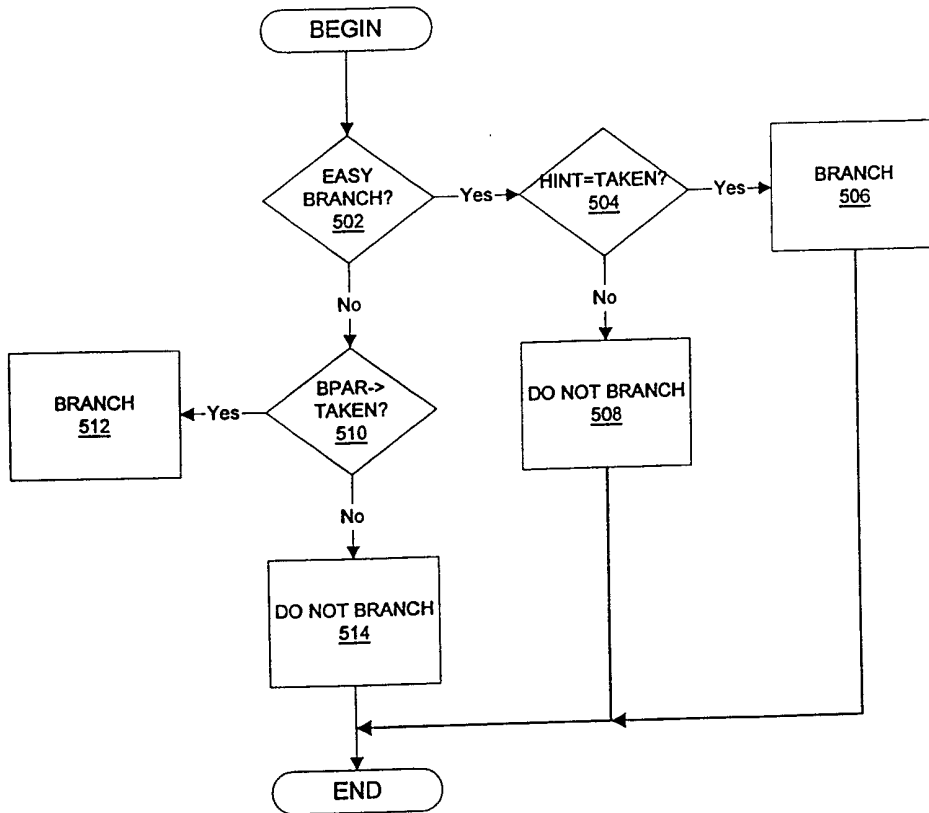 BEGIN
EASY
BRANCH?
502
Yes
HINT=TAKEN?
504
Yes
BRANCH
506
No
No
DO NOT BRANCH
508
BPAR->
TAKEN?
510
Yes
BRANCH
512
No
DO NOT BRANCH
514
END